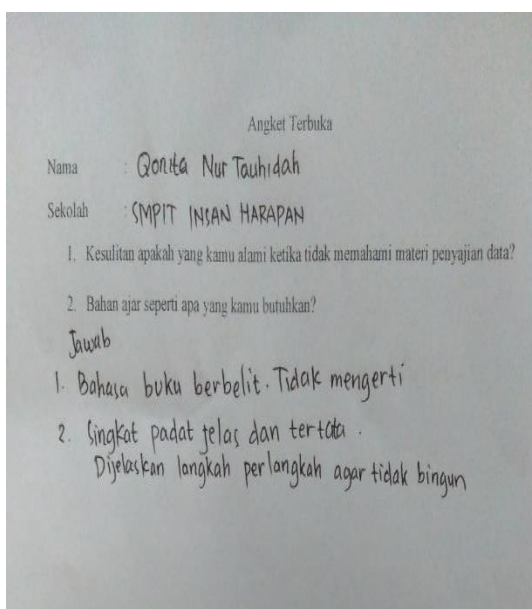 Angket Terbuka
Nama : Qonita Nur Tauhidah
Sekolah : SMPIT INSAN HARAPAN
1. Kesulitan apakah yang kamu alami ketika tidak memahami materi penyajian data?
2. Bahan ajar seperti apa yang kamu butuhkan?
Jawab
1. Bahasa buku berbelit. Tidak mengerti
2. Singkat padat jelas dan tertata.
Dijelaskan langkah perlangkah agar tidak bingun